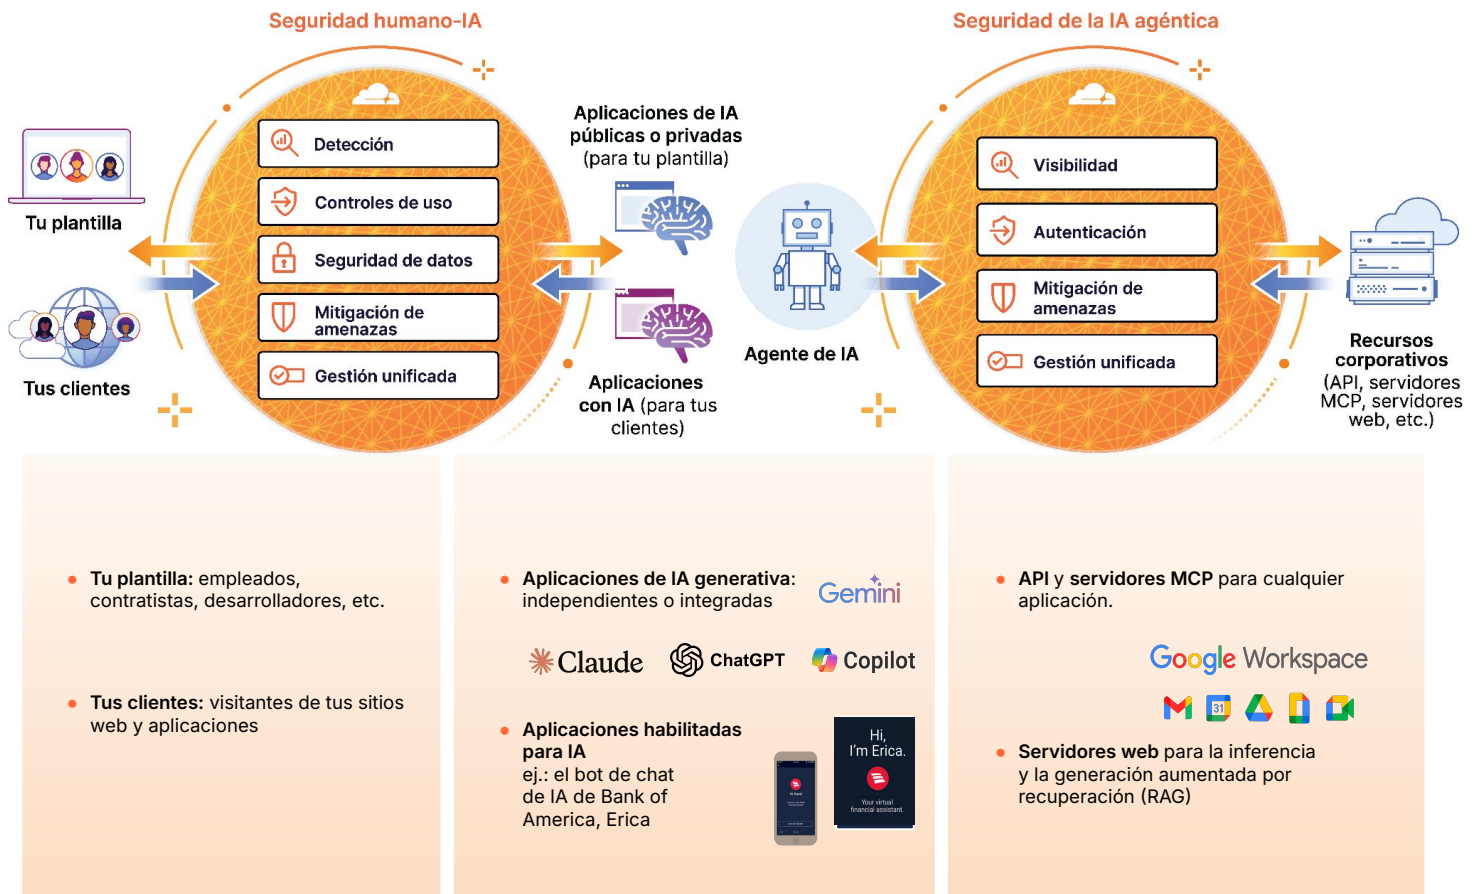 Seguridad humano-IA
Seguridad de la IA agéntica
Tu plantilla
Tus clientes
Detección
Controles de uso
Seguridad de datos
Mitigación de
amenazas
Gestión unificada
Aplicaciones de IA
públicas o privadas
(para tu plantilla)
Aplicaciones
con IA (para tus
clientes)
Agente de IA
Visibilidad
Autenticación
Mitigación de
amenazas
Gestión unificada
Recursos
corporativos
(API, servidores
MCP, servidores
web, etc.)
Tu plantilla: empleados,
contratistas, desarrolladores, etc.
Tus clientes: visitantes de tus sitios
web y aplicaciones
Aplicaciones de IA generativa:
independientes o integradas
Gemini
Claude
ChatGPT
Copilot
Aplicaciones habilitadas
para IA
ej.: el bot de chat
de IA de Bank of
America, Erica
Hi,
I'm Erica.
Your virtual
financial assistant.
API y servidores MCP para cualquier
aplicación.
Google Workspace
31
Servidores web para la inferencia
y la generación aumentada por
recuperación (RAG)